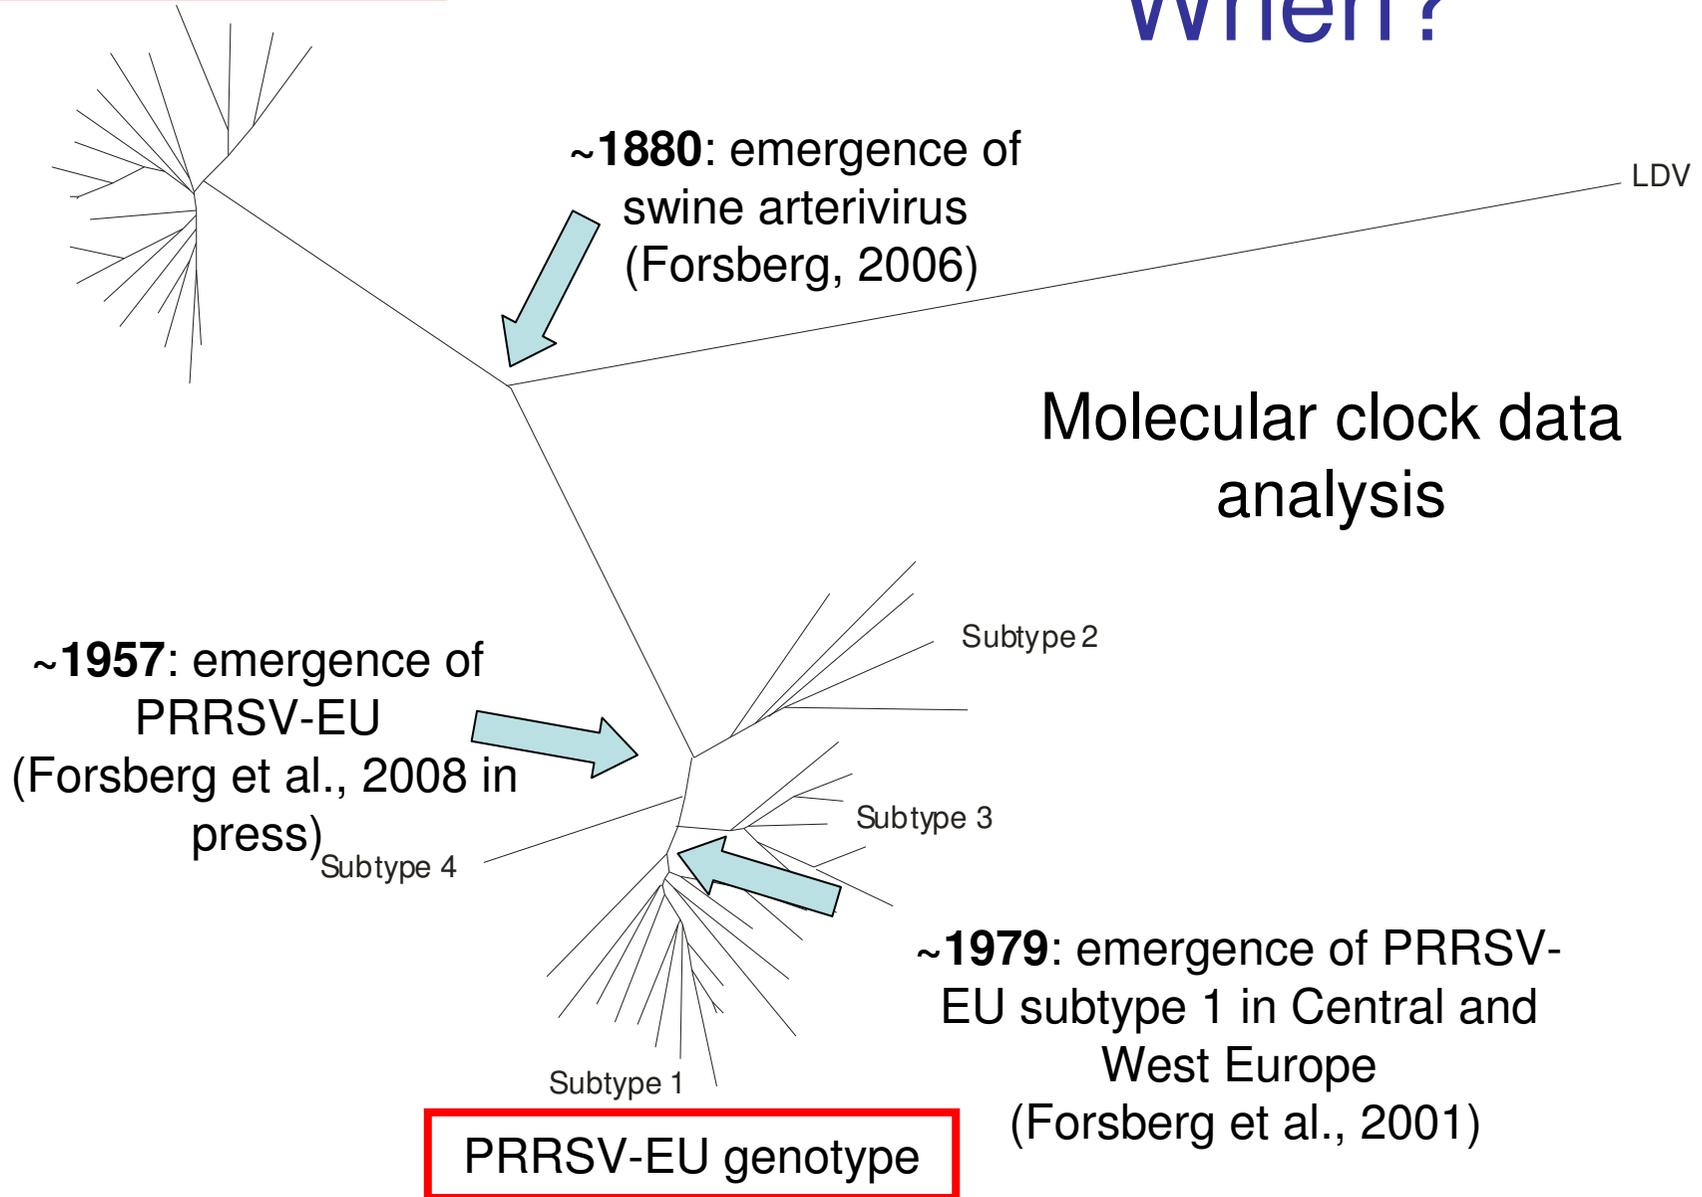 When?
~1880: emergence of
swine arterivirus
(Forsberg, 2006)
LDV
Molecular clock data
analysis
Subtype 2
~1957: emergence of
PRRSV-EU
(Forsberg et al., 2008 in
press)
Subtype 3
Subtype 4
~1979: emergence of PRRSV-
EU subtype 1 in Central and
West Europe
(Forsberg et al., 2001)
Subtype 1
PRRSV-EU genotype